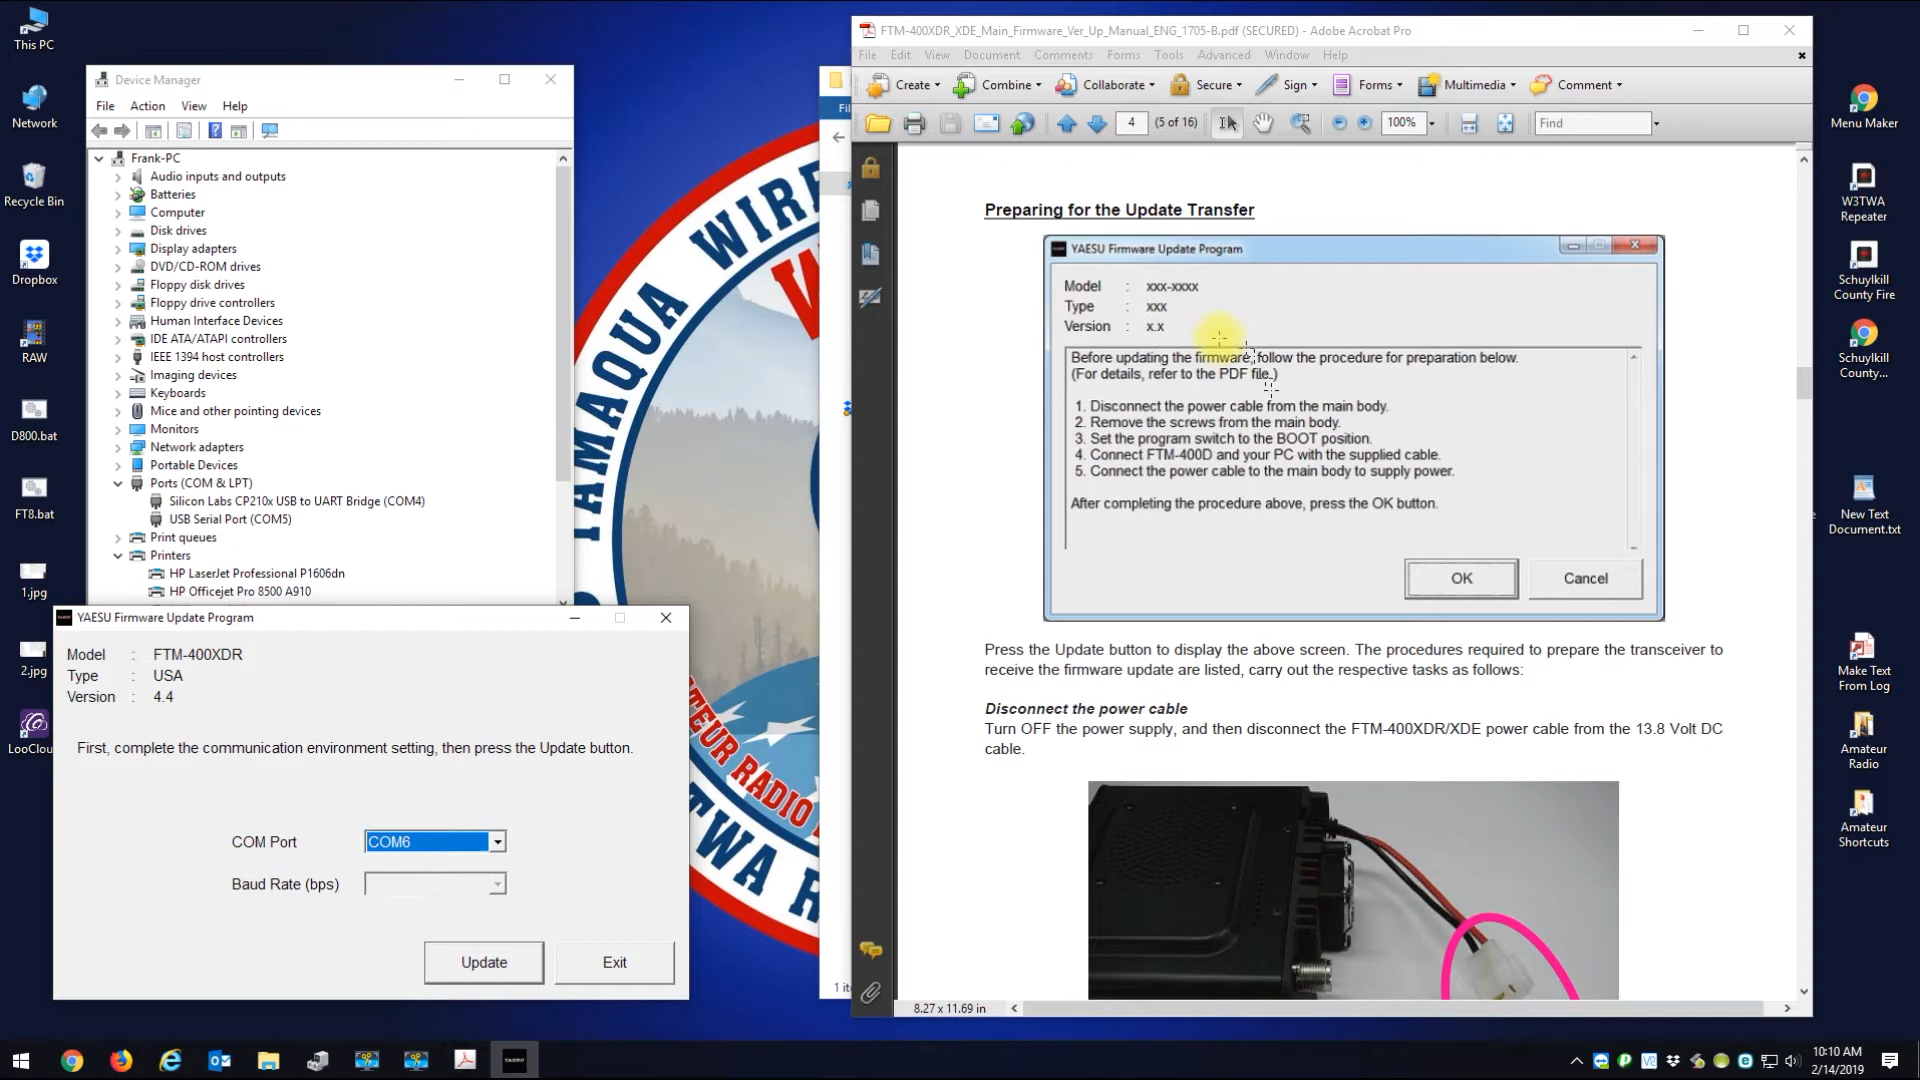 This PC
Network
Recycle Bin
Dropbox
RAW
D800.bat
FT8.bat
1.jpg
2.jpg
LooClou
Device Manager
File Action View Help
Frank-PC
Audio inputs and outputs
Batteries
Computer
Disk drives
Display adapters
DVD/CD-ROM drives
Floppy disk drives
Floppy drive controllers
Human Interface Devices
IDE ATA/ATAPI controllers
IEEE 1394 host controllers
Imaging devices
Keyboards
Mice and other pointing devices
Monitors
Network adapters
Portable Devices
Ports (COM & LPT)
Silicon Labs CP210x USB to UART Bridge (COM4)
USB Serial Port (COM5)
Print queues
Printers
HP LaserJet Professional P1606dn
HP Officejet Pro 8500 A910
YAESU Firmware Update Program
Model : FTM-400XDR
Type : USA
Version : 4.4
First, complete the communication environment setting, then press the Update button.
COM Port COM6
Baud Rate (bps)
Update Exit
TAMAQUA WIRE
ATEUR RADIO
TWA R
Fil
1 it
FTM-400XDR_XDE_Main_Firmware_Ver_Up_Manual_ENG_1705-B.pdf (SECURED) - Adobe Acrobat Pro
File Edit View Document Comments Forms Tools Advanced Window Help
Create Combine Collaborate Secure Sign Forms Multimedia Comment
4 (5 of 16) 100% Find
Preparing for the Update Transfer
YAESU Firmware Update Program
Model : xxx-xxxx
Type : xxx
Version : x.x
Before updating the firmware, follow the procedure for preparation below.
(For details, refer to the PDF file.)
1. Disconnect the power cable from the main body.
2. Remove the screws from the main body.
3. Set the program switch to the BOOT position.
4. Connect FTM-400D and your PC with the supplied cable.
5. Connect the power cable to the main body to supply power.
After completing the procedure above, press the OK button.
OK Cancel
Press the Update button to display the above screen. The procedures required to prepare the transceiver to
receive the firmware update are listed, carry out the respective tasks as follows:
Disconnect the power cable
Turn OFF the power supply, and then disconnect the FTM-400XDR/XDE power cable from the 13.8 Volt DC
cable.
8.27 x 11.69 in
Menu Maker
W3TWA
Repeater
Schuylkill
County Fire
Schuylkill
County...
New Text
Document.txt
Make Text
From Log
Amateur
Radio
Amateur
Shortcuts
10:10 AM
2/14/2019